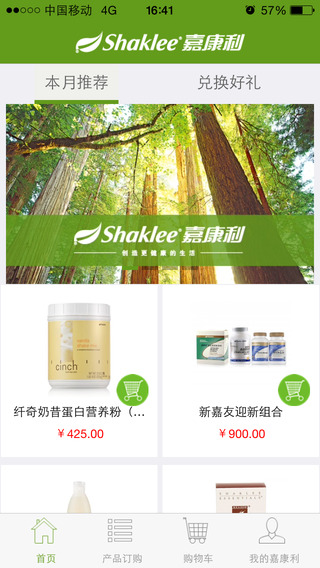 中国移动 4G 16:41 57%
Shaklee®嘉康利
本月推荐 兑换好礼
Shaklee®嘉康利
创造更健康的生活
cinch
纤奇奶昔蛋白营养粉（...
新嘉友迎新组合
￥425.00
￥900.00
首页 产品订购 购物车 我的嘉康利